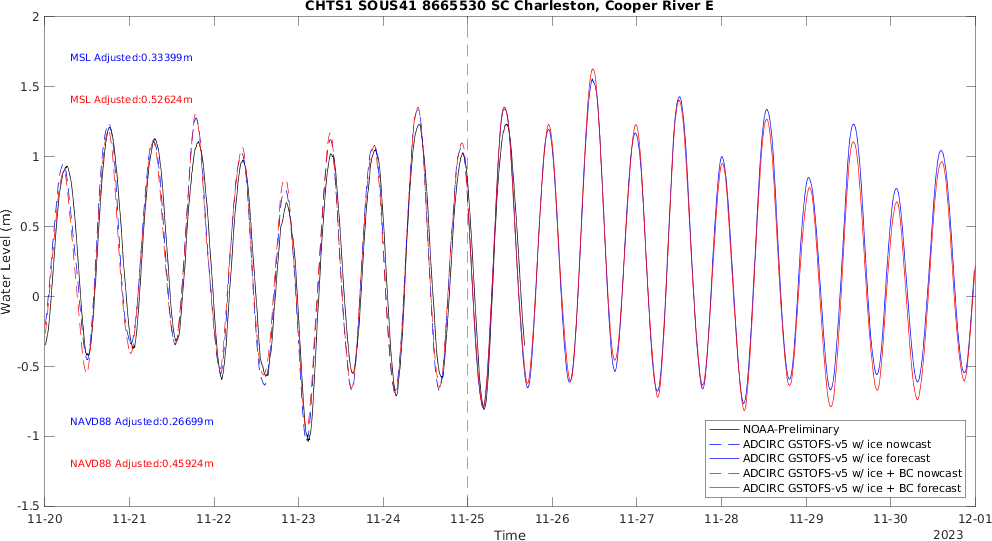 CHTS1 SOUS41 8665530 SC Charleston, Cooper River E
2
1.5
1
0.5
0
-0.5
-1
-1.5
Water Level (m)
MSL Adjusted:0.33399m
MSL Adjusted:0.52624m
NAVD88 Adjusted:0.26699m
NAVD88 Adjusted:0.45924m
NOAA-Preliminary
ADCIRC GSTOFS-v5 w/ ice nowcast
ADCIRC GSTOFS-v5 w/ ice forecast
ADCIRC GSTOFS-v5 w/ ice + BC nowcast
ADCIRC GSTOFS-v5 w/ ice + BC forecast
11-20 11-21 11-22 11-23 11-24 11-25 11-26 11-27 11-28 11-29 11-30 12-01
Time
2023